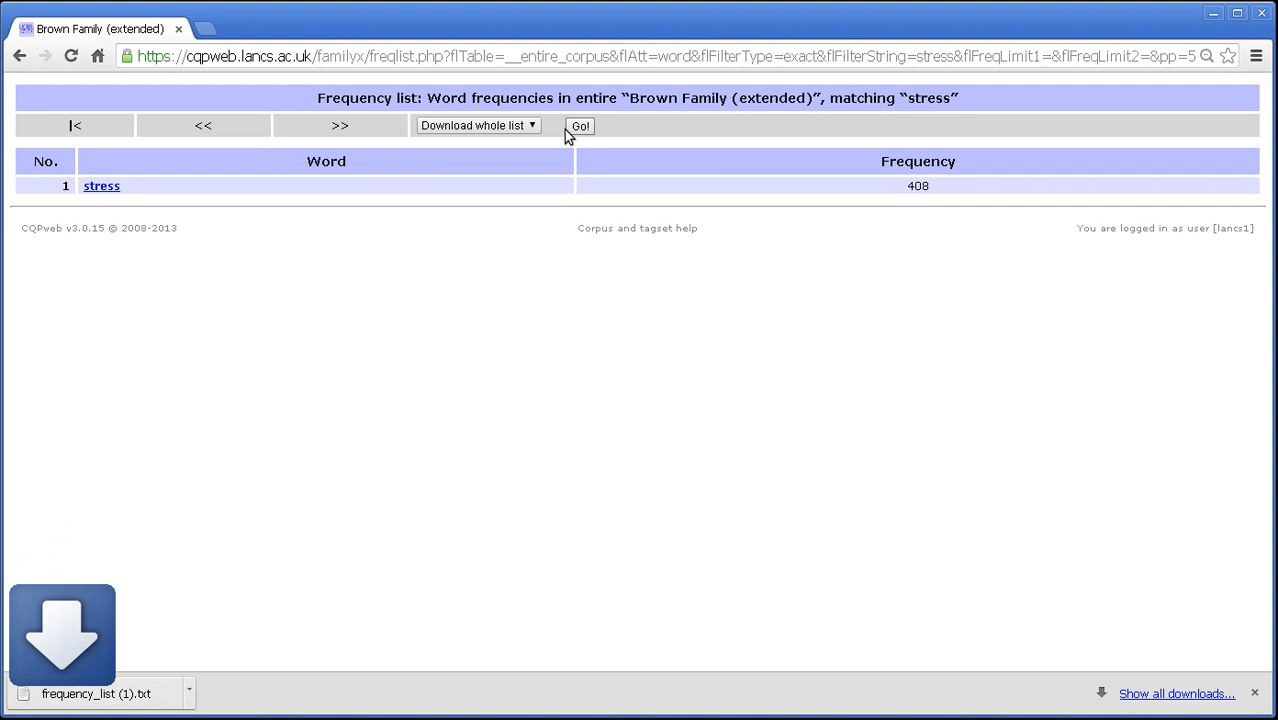 Brown Family (extended)
https://cqpweb.lancs.ac.uk/familyx/freqlist.php?flTable=__entire_corpus&flAtt=word&flFilterType=exact&flFilterString=stress&flFreqLimit1=&flFreqLimit2=&pp=5
Frequency list: Word frequencies in entire “Brown Family (extended)”, matching “stress”
|< << >> Download whole list Go!
No. Word Frequency
1 stress 408
CQPweb v3.0.15 @ 2008-2013 Corpus and tagset help You are logged in as user [lancs1]
frequency_list (1).txt Show all downloads...